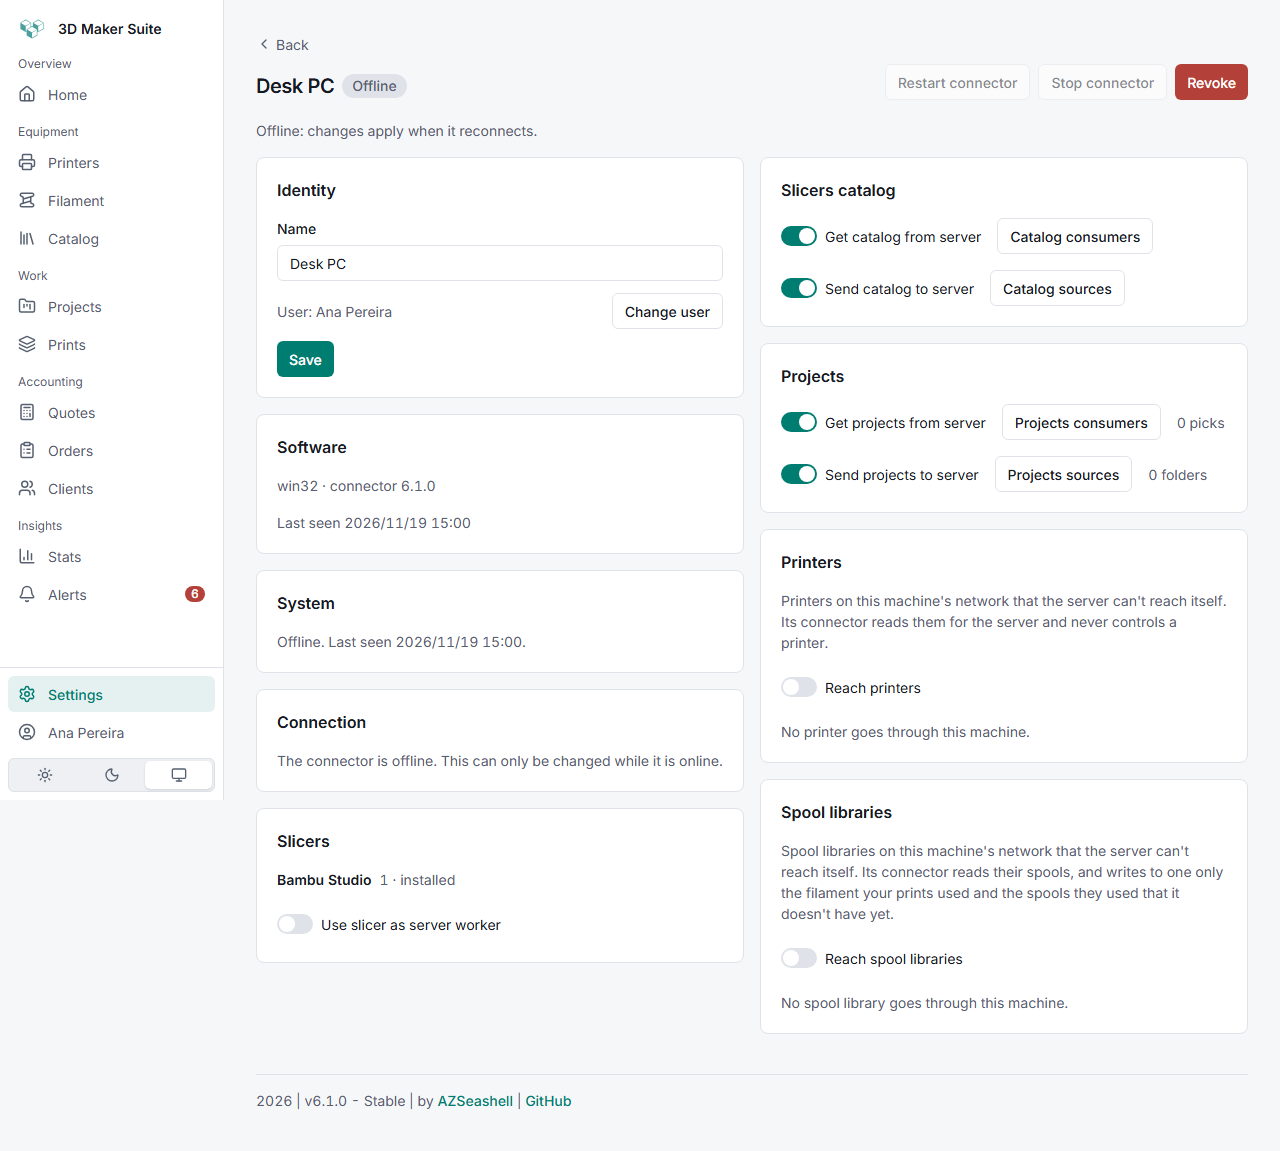 3D Maker Suite
Overview
Home
Equipment
Printers
Filament
Catalog
Work
Projects
Prints
Accounting
Quotes
Orders
Clients
Insights
Stats
Alerts 6
Settings
Ana Pereira
Back
Desk PC Offline
Restart connector Stop connector Revoke
Offline: changes apply when it reconnects.
Identity
Name
Desk PC
User: Ana Pereira Change user
Save
Software
win32 · connector 6.1.0
Last seen 2026/11/19 15:00
System
Offline. Last seen 2026/11/19 15:00.
Connection
The connector is offline. This can only be changed while it is online.
Slicers
Bambu Studio 1 · installed
Use slicer as server worker
Slicers catalog
Get catalog from server Catalog consumers
Send catalog to server Catalog sources
Projects
Get projects from server Projects consumers 0 picks
Send projects to server Projects sources 0 folders
Printers
Printers on this machine's network that the server can't reach itself.
Its connector reads them for the server and never controls a
printer.
Reach printers
No printer goes through this machine.
Spool libraries
Spool libraries on this machine's network that the server can't
reach itself. Its connector reads their spools, and writes to one only
the filament your prints used and the spools they used that it
doesn't have yet.
Reach spool libraries
No spool library goes through this machine.
2026 | v6.1.0 - Stable | by AZSeashell | GitHub